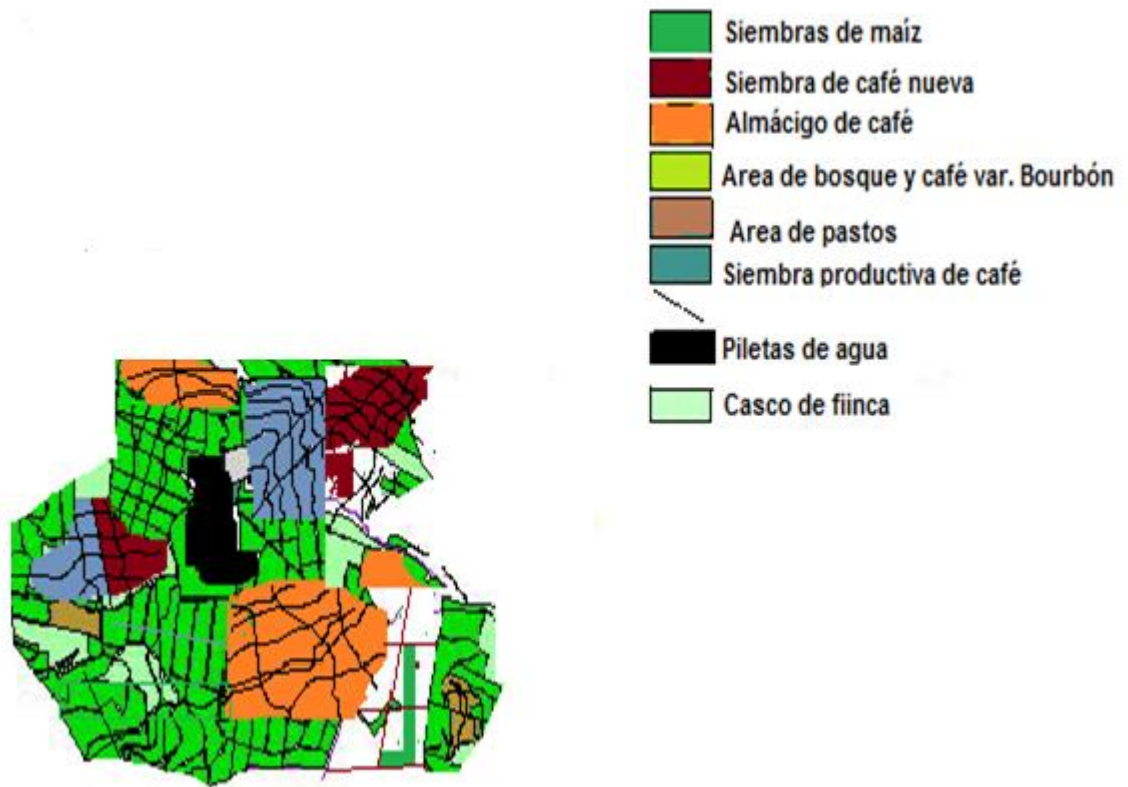 Siembras de maíz
Siembra de café nueva
Almácigo de café
Area de bosque y café var. Bourbón
Area de pastos
Siembra productiva de café
Piletas de agua
Casco de fiinca